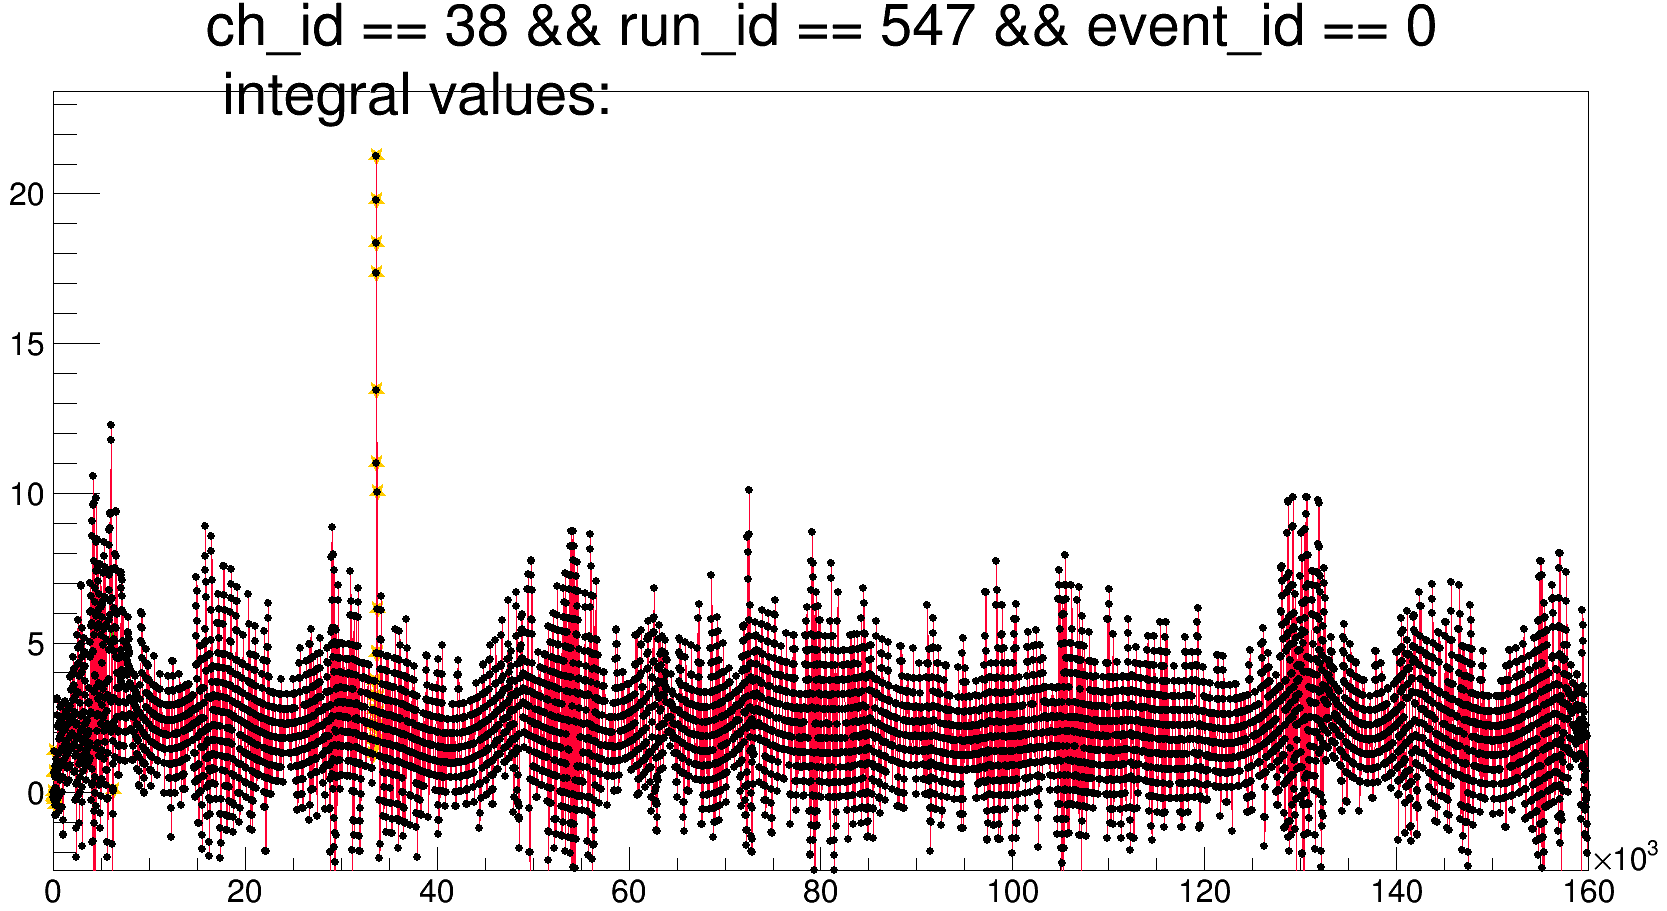 ch_id == 38 && run_id == 547 && event_id == 0
integral values:
20
15
10
5
0
0 20 40 60 80 100 120 140 160
×10³